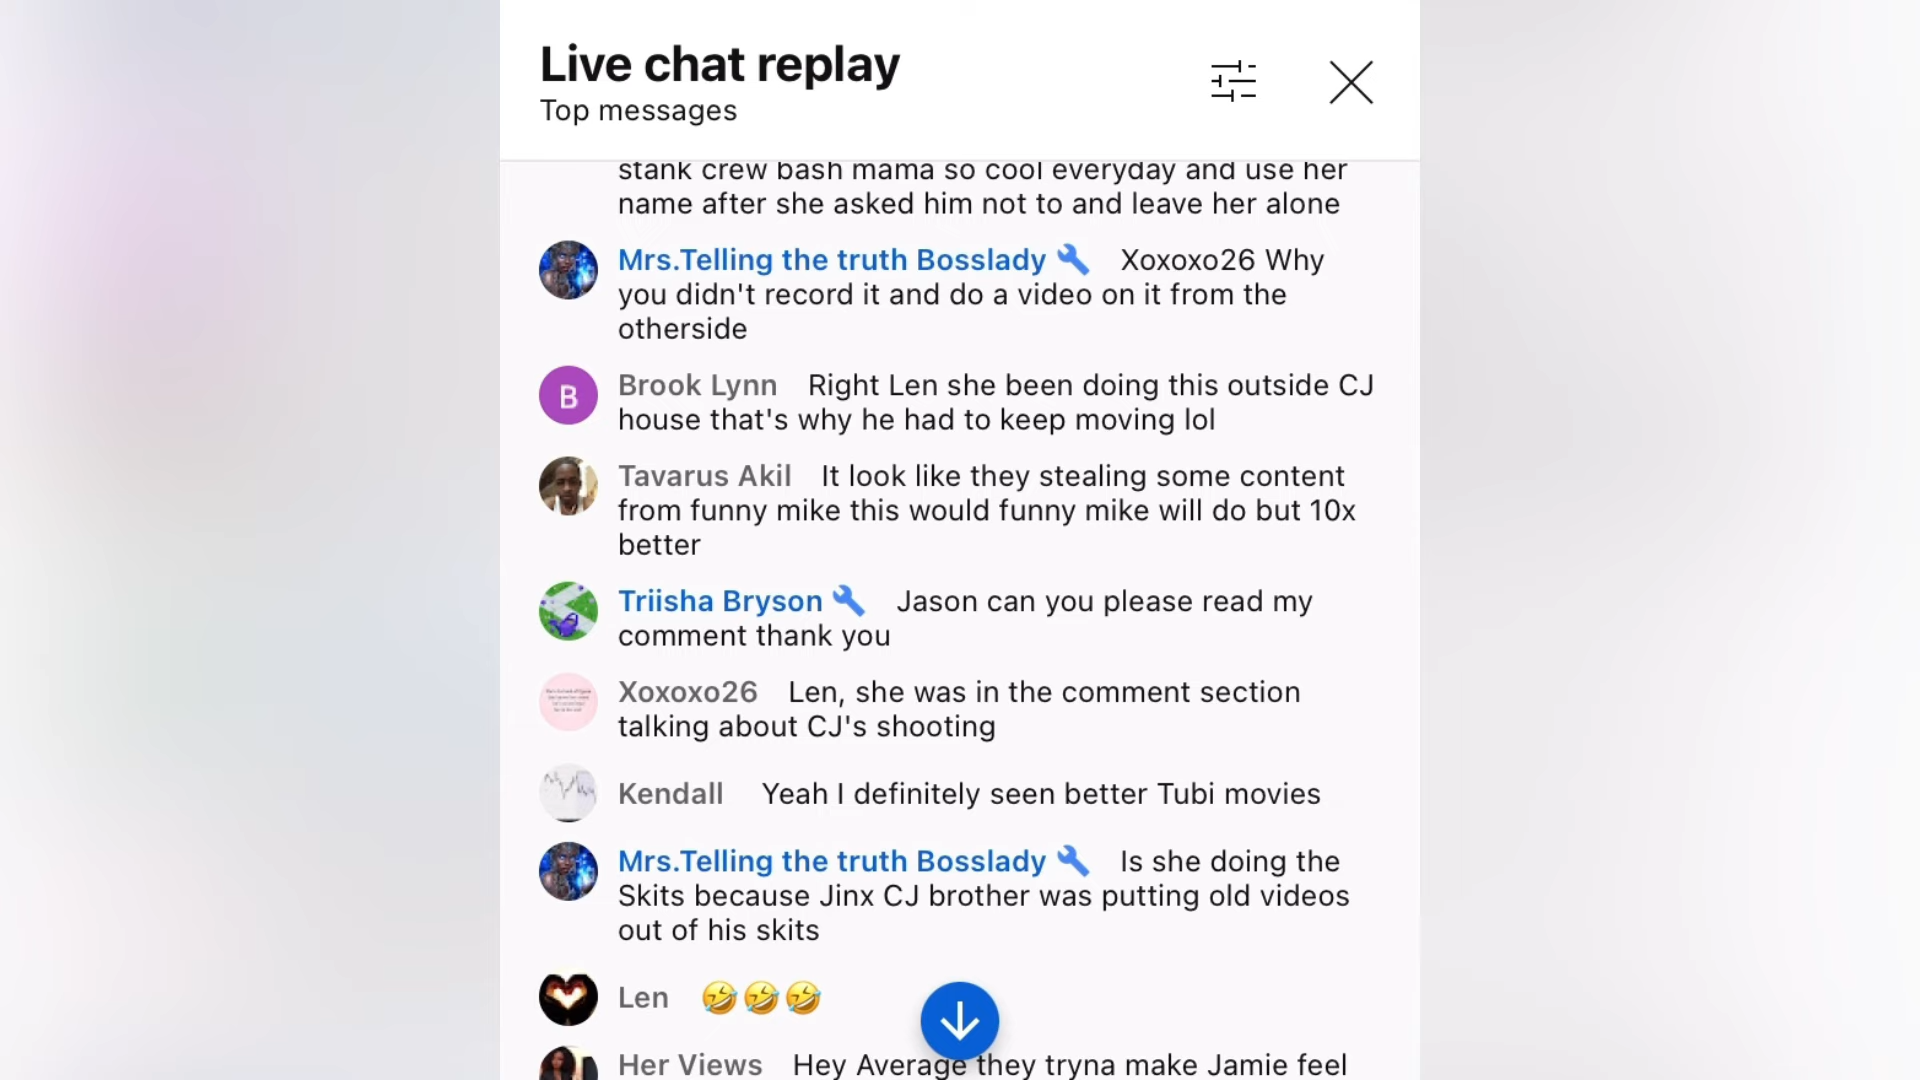 Live chat replay
Top messages
stank crew bash mama so cool everyday and use her
name after she asked him not to and leave her alone
Mrs.Telling the truth Bosslady Xoxoxo26 Why
you didn't record it and do a video on it from the
otherside
B
Brook Lynn Right Len she been doing this outside CJ
house that's why he had to keep moving lol
Tavarus Akil It look like they stealing some content
from funny mike this would funny mike will do but 10x
better
Triisha Bryson Jason can you please read my
comment thank you
Xoxoxo26 Len, she was in the comment section
talking about CJ's shooting
Kendall Yeah I definitely seen better Tubi movies
Mrs.Telling the truth Bosslady Is she doing the
Skits because Jinx CJ brother was putting old videos
out of his skits
Len 🤣🤣🤣
Her Views Hey Average they tryna make Jamie feel